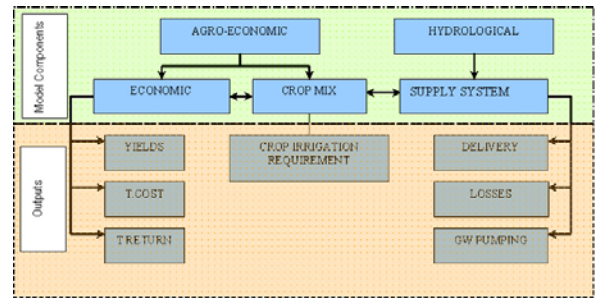 Model Components
AGRO-ECONOMIC
HYDROLOGICAL
ECONOMIC
CROP MIX
SUPPLY SYSTEM
Outputs
YIELDS
CROP IRRIGATION
REQUIREMENT
DELIVERY
T.COST
LOSSES
T.RETURN
GW PUMPING